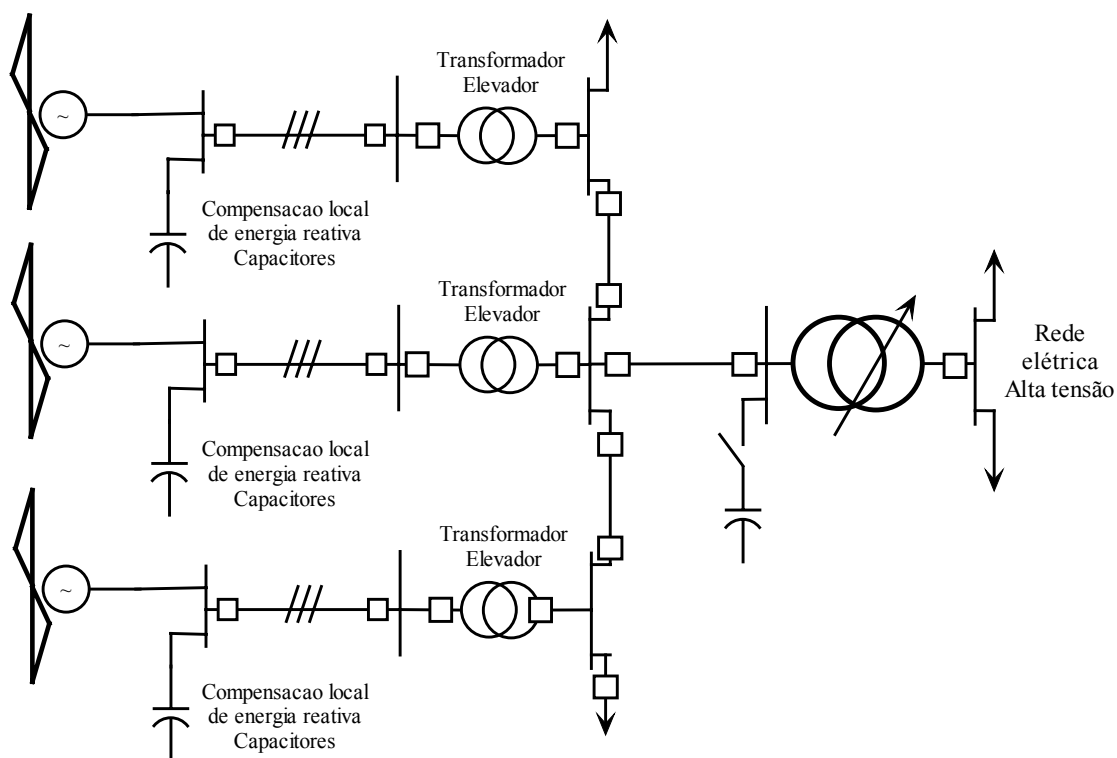 Transformador
Elevador
~
Compensacao local
de energia reativa
Capacitores
Transformador
Elevador
~
Compensacao local
de energia reativa
Capacitores
Rede
elétrica
Alta tensão
Transformador
Elevador
~
Compensacao local
de energia reativa
Capacitores